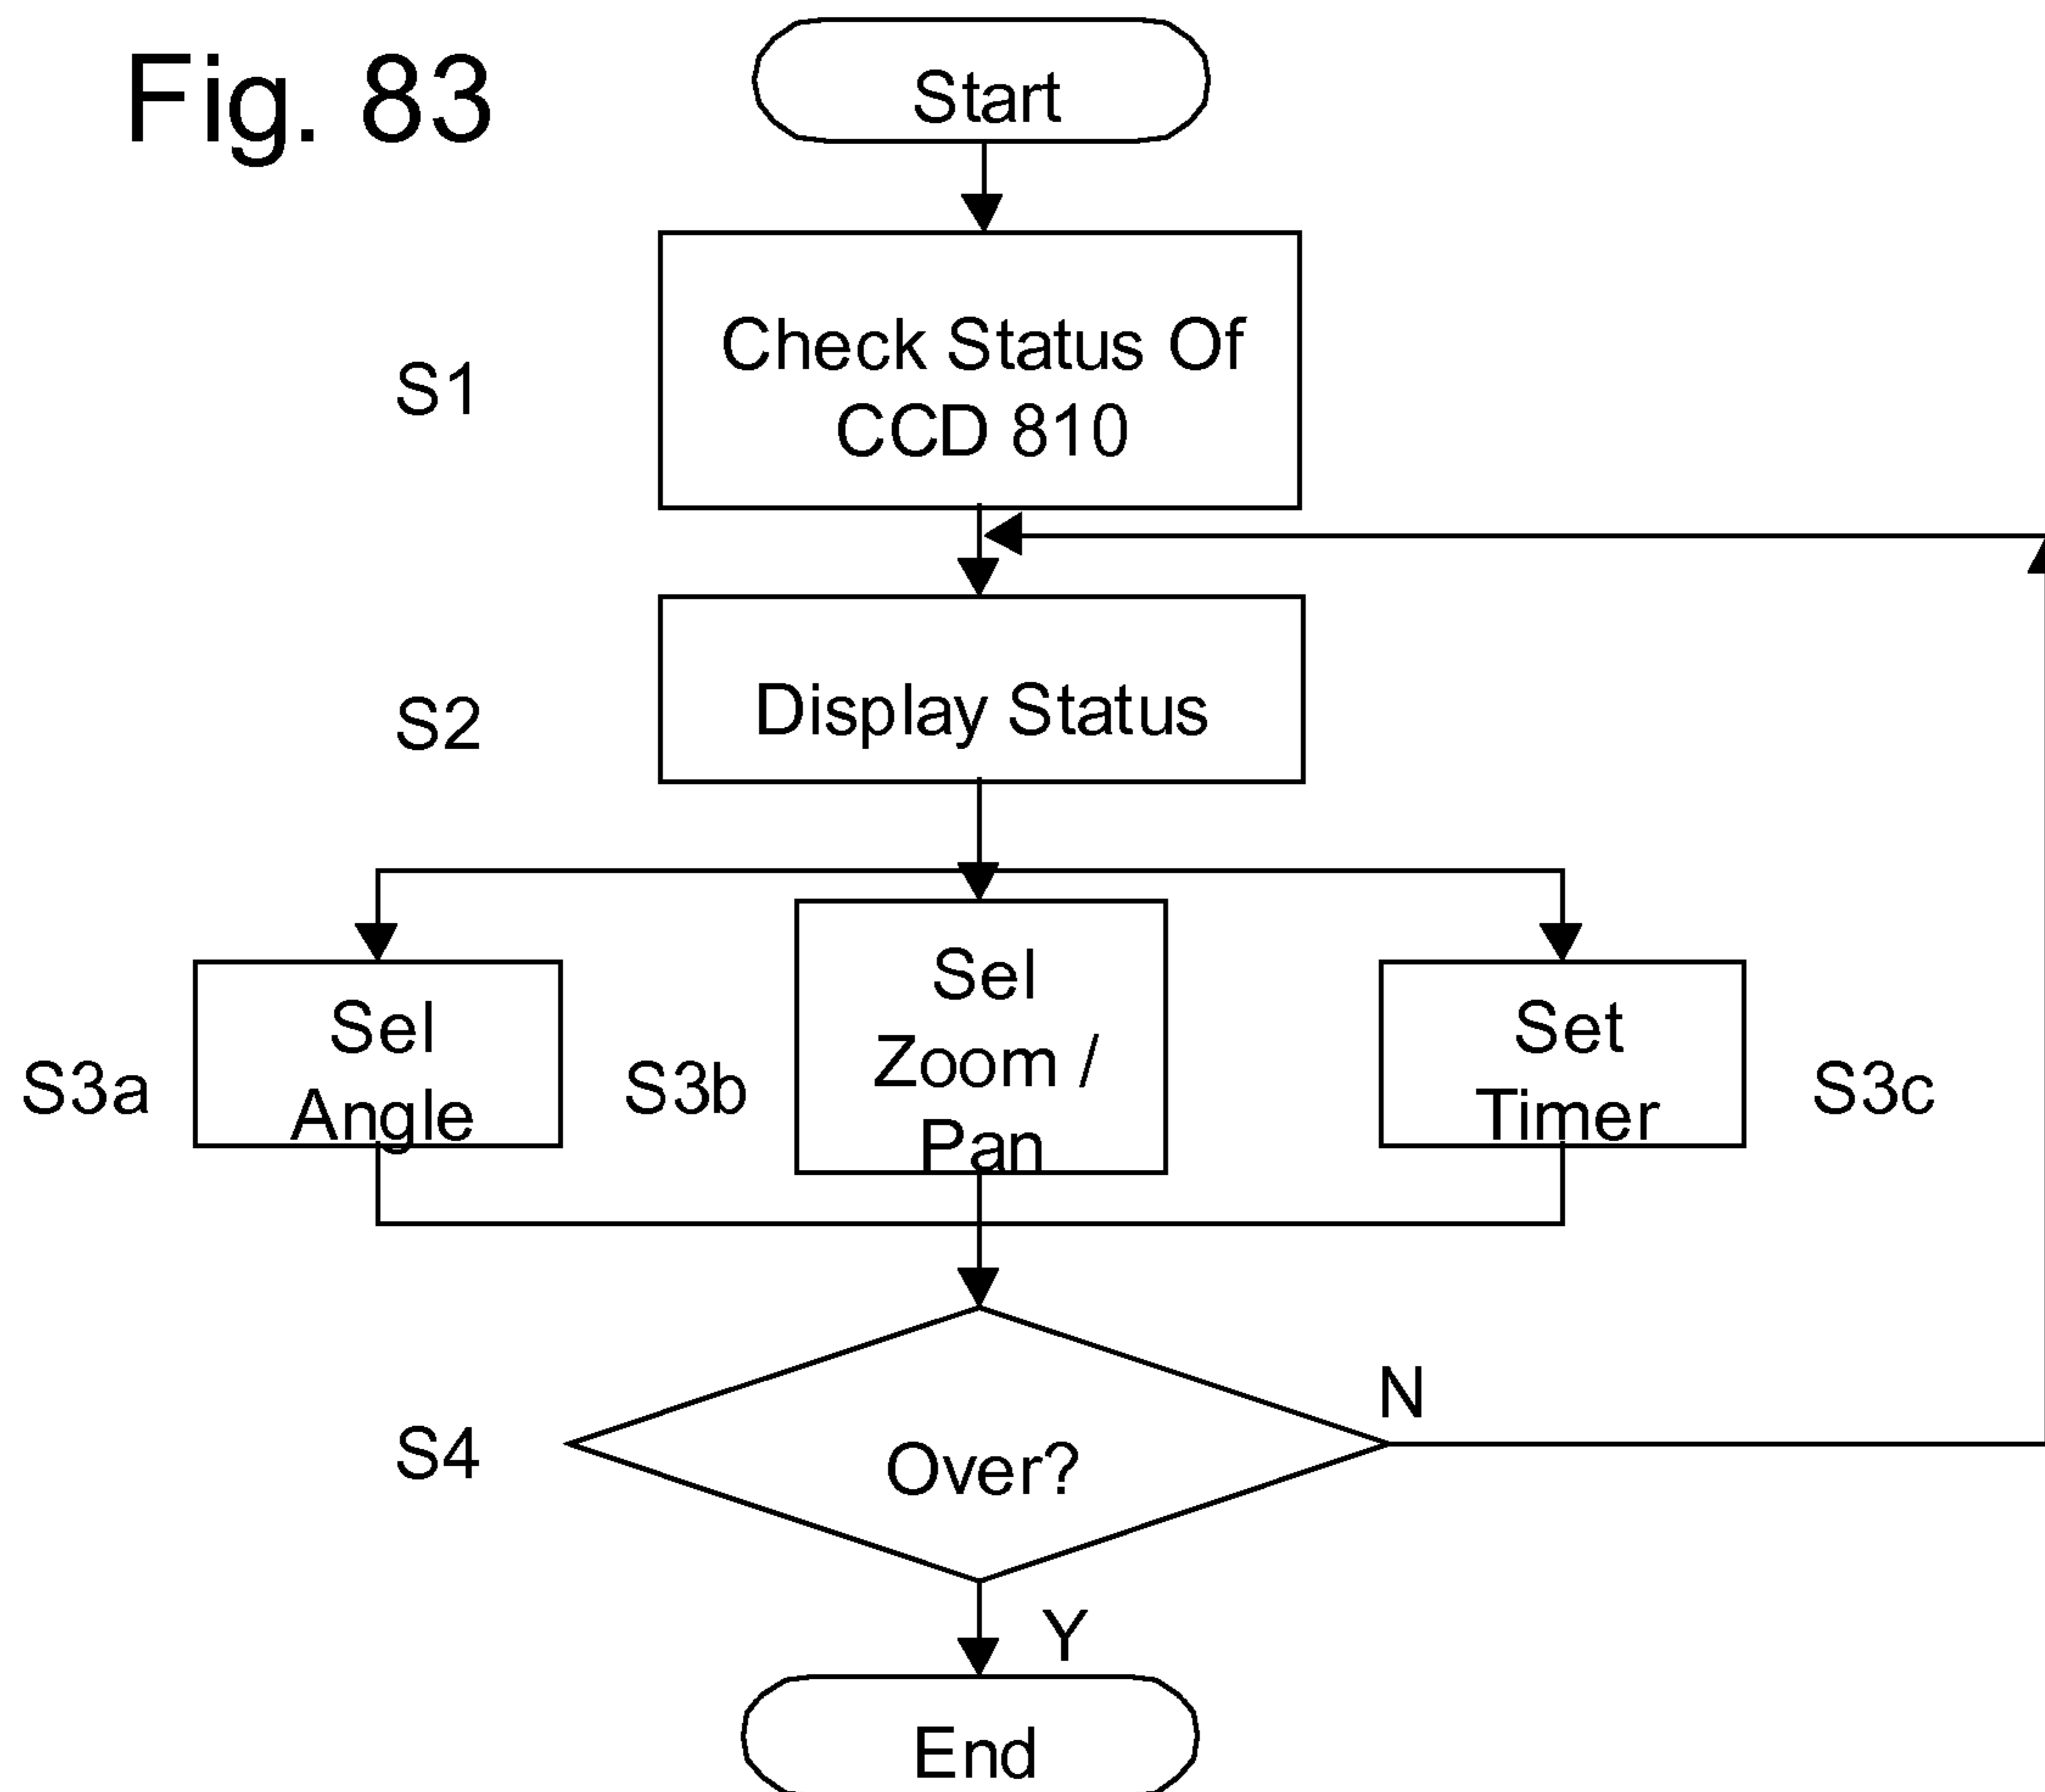 Fig. 83
Start
S1
Check Status Of
CCD 810
S2
Display Status
S3a
Sel
Angle
S3b
Sel
Zoom /
Pan
Set
Timer
S3c
S4
Over?
N
Y
End